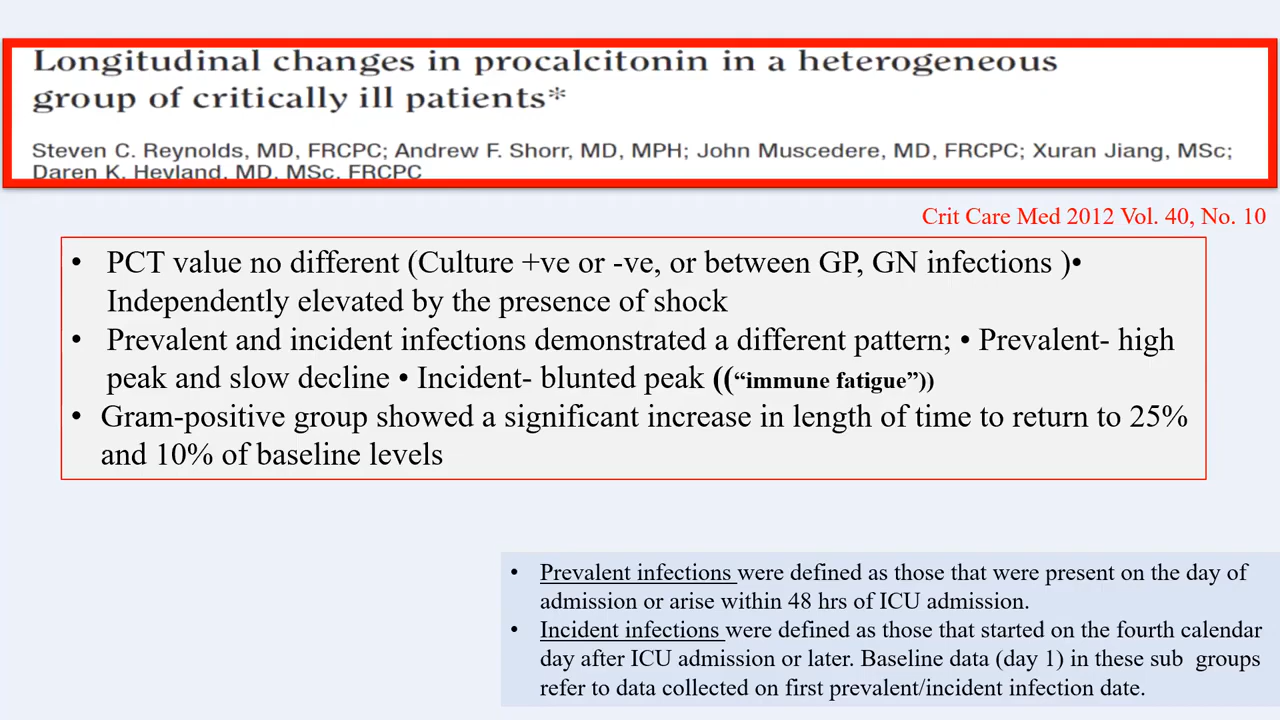 Longitudinal changes in procalcitonin in a heterogeneous
group of critically ill patients*
Steven C. Reynolds, MD, FRCPC; Andrew F. Shorr, MD, MPH; John Muscedere, MD, FRCPC; Xuran Jiang, MSc;
Daren K. Heyland, MD, MSc, FRCPC
Crit Care Med 2012 Vol. 40, No. 10
• PCT value no different (Culture +ve or -ve, or between GP, GN infections )•
Independently elevated by the presence of shock
• Prevalent and incident infections demonstrated a different pattern; • Prevalent- high
peak and slow decline • Incident- blunted peak ((“immune fatigue”))
• Gram-positive group showed a significant increase in length of time to return to 25%
and 10% of baseline levels
• Prevalent infections were defined as those that were present on the day of
admission or arise within 48 hrs of ICU admission.
• Incident infections were defined as those that started on the fourth calendar
day after ICU admission or later. Baseline data (day 1) in these sub groups
refer to data collected on first prevalent/incident infection date.